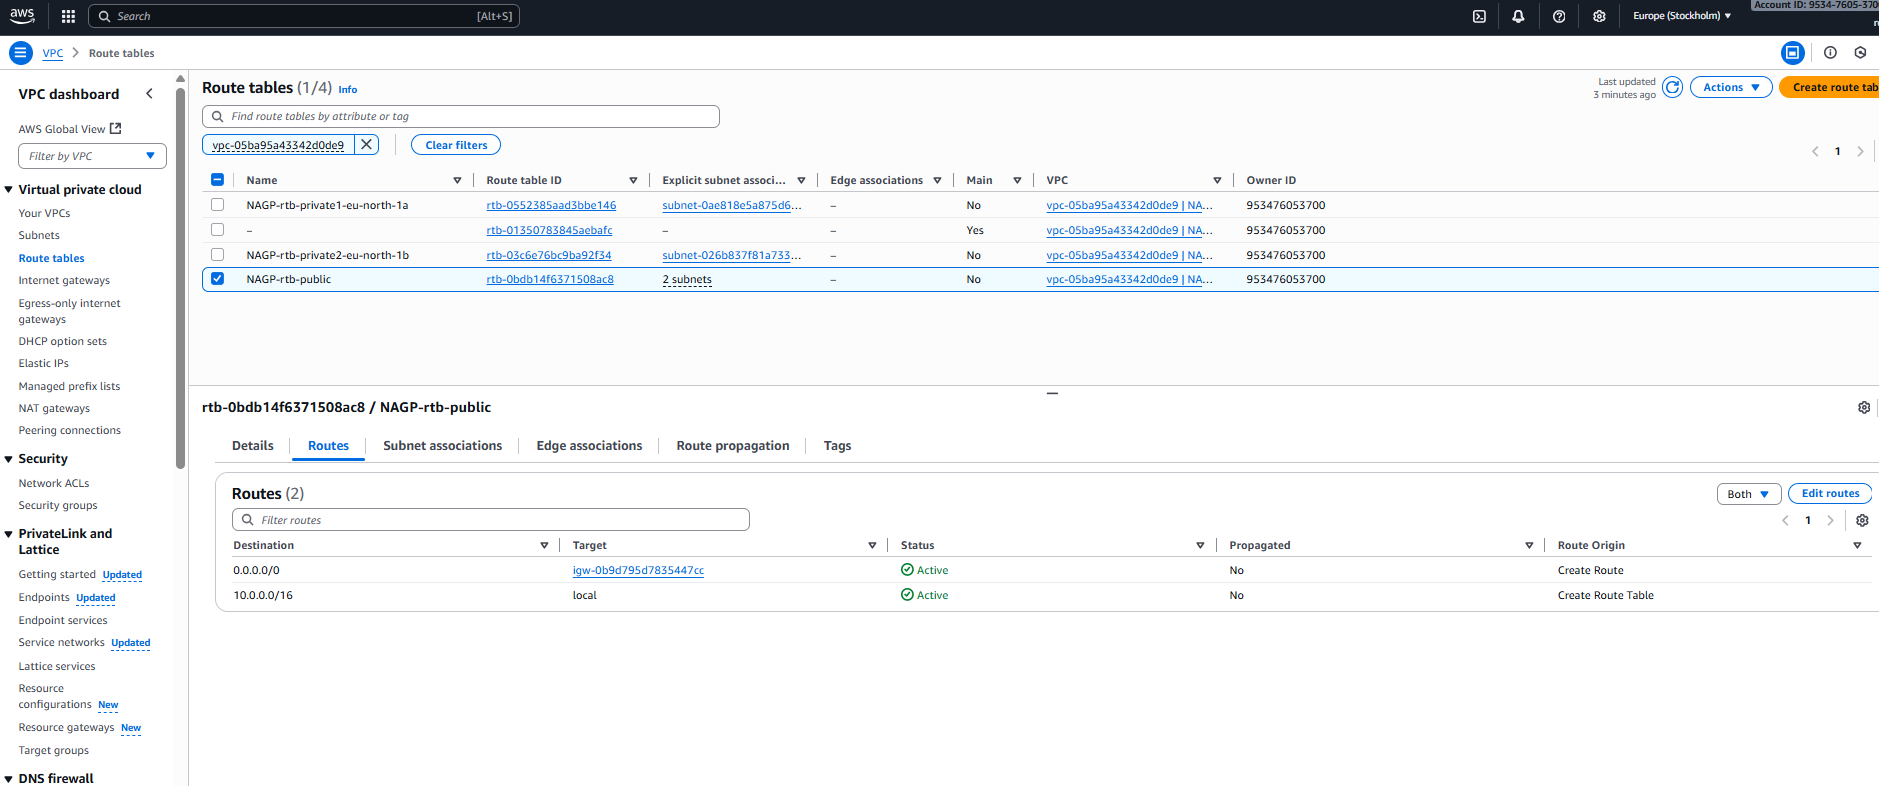 aws
Search [Alt+S]
Europe (Stockholm)
Account ID: 9534-7605-370
VPC > Route tables
VPC dashboard
AWS Global View
Filter by VPC
Virtual private cloud
Your VPCs
Subnets
Route tables
Internet gateways
Egress-only internet
gateways
DHCP option sets
Elastic IPs
Managed prefix lists
NAT gateways
Peering connections
Security
Network ACLs
Security groups
PrivateLink and
Lattice
Getting started Updated
Endpoints Updated
Endpoint services
Service networks Updated
Lattice services
Resource
configurations New
Resource gateways New
Target groups
DNS firewall
Route tables (1/4) Info
Last updated
3 minutes ago
Actions
Create route tab
Find route tables by attribute or tag
vpc-05ba95a43342d0de9
Clear filters
1
Name Route table ID Explicit subnet associ... Edge associations Main VPC Owner ID
NAGP-rtb-private1-eu-north-1a rtb-0552385aad3bbe146 subnet-0ae818e5a875d6... – No vpc-05ba95a43342d0de9 | NA... 953476053700
– rtb-01350783845aebafc – – Yes vpc-05ba95a43342d0de9 | NA... 953476053700
NAGP-rtb-private2-eu-north-1b rtb-03c6e76bc9ba92f34 subnet-026b837f81a733... – No vpc-05ba95a43342d0de9 | NA... 953476053700
NAGP-rtb-public rtb-0bdb14f6371508ac8 2 subnets – No vpc-05ba95a43342d0de9 | NA... 953476053700
rtb-0bdb14f6371508ac8 / NAGP-rtb-public
Details Routes Subnet associations Edge associations Route propagation Tags
Routes (2)
Both
Edit routes
Filter routes
1
Destination Target Status Propagated Route Origin
0.0.0.0/0 igw-0b9d795d7835447cc Active No Create Route
10.0.0.0/16 local Active No Create Route Table